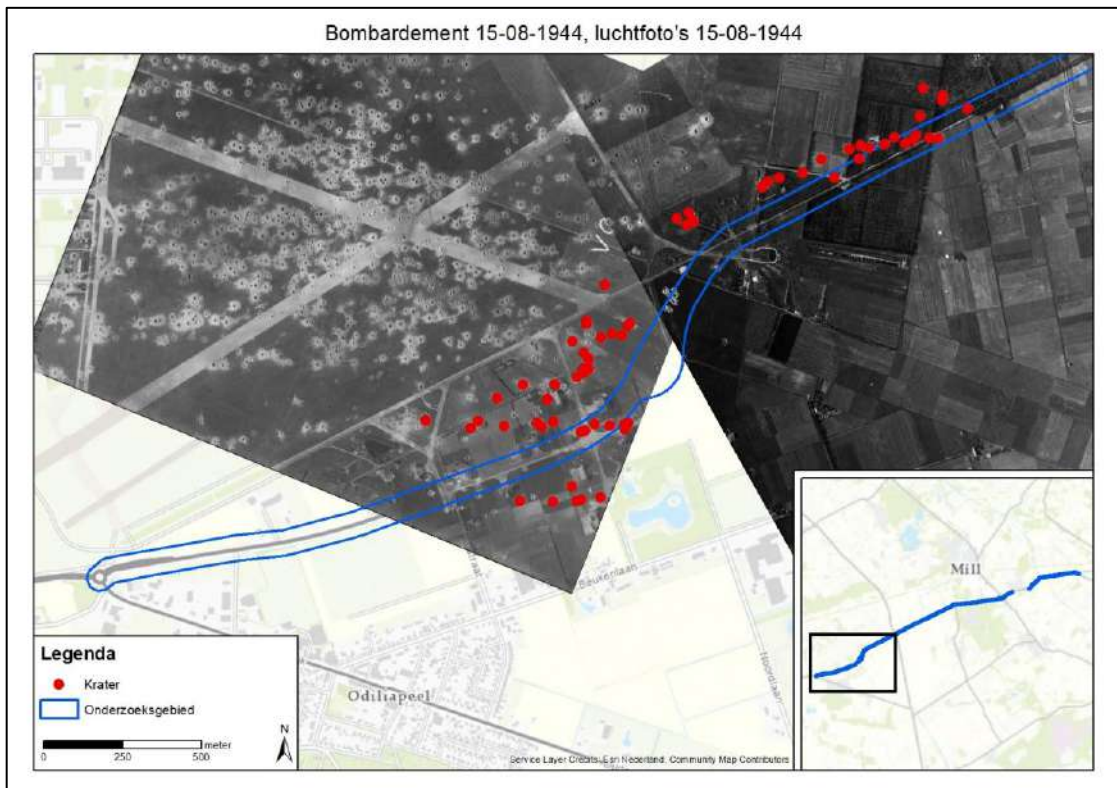 Bombardement 15-08-1944, luchtfoto's 15-08-1944
Beukenlaan
Noordlaan
Odiliapeel
Mill
Legenda
Krater
Onderzoeksgebied
meter
0 250 500
N
Service Layer Credits: Esri Nederland, Community Map Contributors